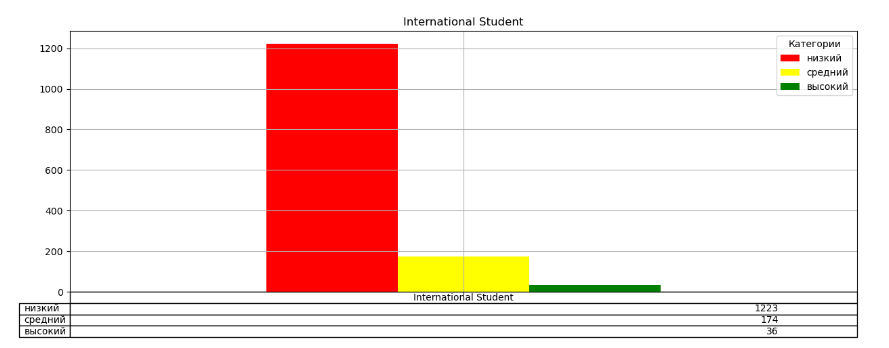 International Student
Категории
низкий
средний
высокий
1200
1000
800
600
400
200
0
International Student
низкий 1223
средний 174
высокий 36